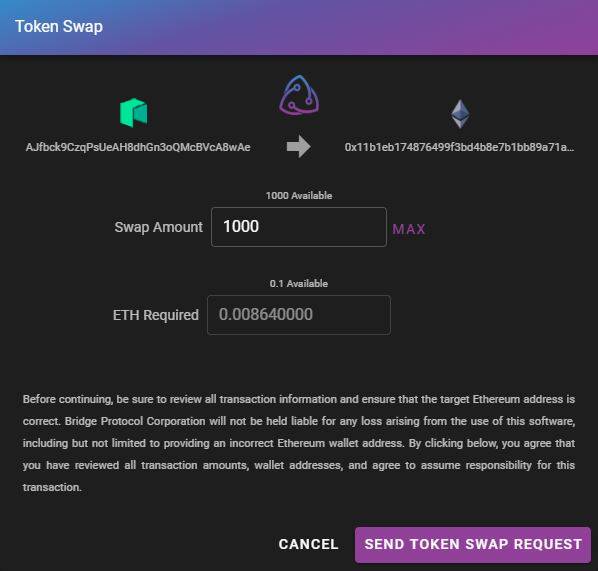 Token Swap
AJfbck9CzqPsUeAH8dhGn3oQMcBVcA8wAe
0x11b1eb174876499f3bd4b8e7b1bb89a71a...
1000 Available
Swap Amount 1000 MAX
0.1 Available
ETH Required 0.008640000
Before continuing, be sure to review all transaction information and ensure that the target Ethereum address is
correct. Bridge Protocol Corporation will not be held liable for any loss arising from the use of this software,
including but not limited to providing an incorrect Ethereum wallet address. By clicking below, you agree that
you have reviewed all transaction amounts, wallet addresses, and agree to assume responsibility for this
transaction.
CANCEL SEND TOKEN SWAP REQUEST